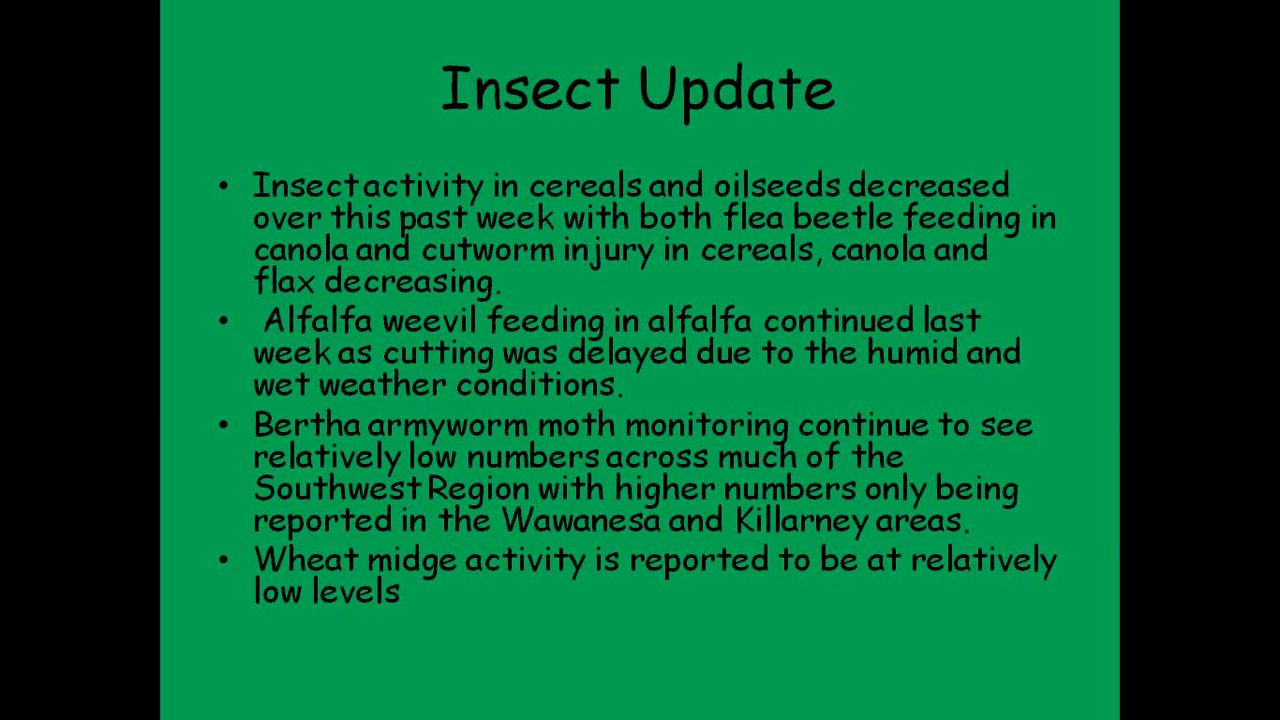 Insect Update
• Insect activity in cereals and oilseeds decreased
over this past week with both flea beetle feeding in
canola and cutworm injury in cereals, canola and
flax decreasing.
• Alfalfa weevil feeding in alfalfa continued last
week as cutting was delayed due to the humid and
wet weather conditions.
• Bertha armyworm moth monitoring continue to see
relatively low numbers across much of the
Southwest Region with higher numbers only being
reported in the Wawanesa and Killarney areas.
• Wheat midge activity is reported to be at relatively
low levels